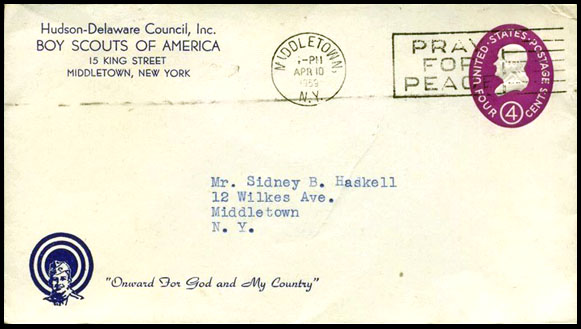 Hudson-Delaware Council, Inc.
BOY SCOUTS OF AMERICA
15 KING STREET
MIDDLETOWN, NEW YORK
MIDDLETOWN,
-PM
APR 10
1959
N.Y.
PRAY
FOR
PEACE
UNITED STATES POSTAGE
4
FOUR CENTS
Mr. Sidney B. Haskell
12 Wilkes Ave.
Middletown
N. Y.
"Onward For God and My Country"